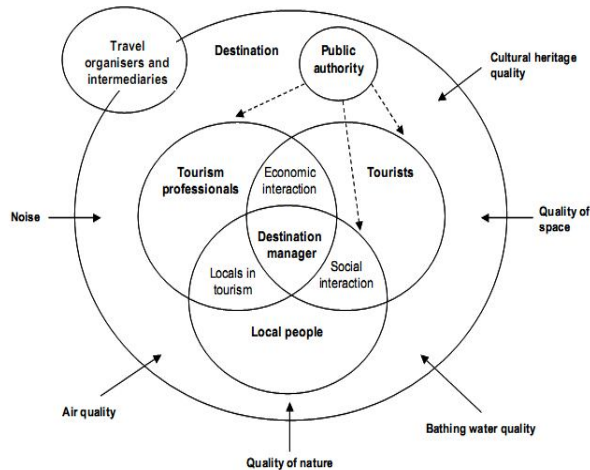 Travel
organisers and
intermediaries
Destination
Public
authority
Cultural heritage
quality
Tourism
professionals
Economic
interaction
Tourists
Noise
Quality of
space
Destination
manager
Locals in
tourism
Social
interaction
Local people
Air quality
Bathing water quality
Quality of nature